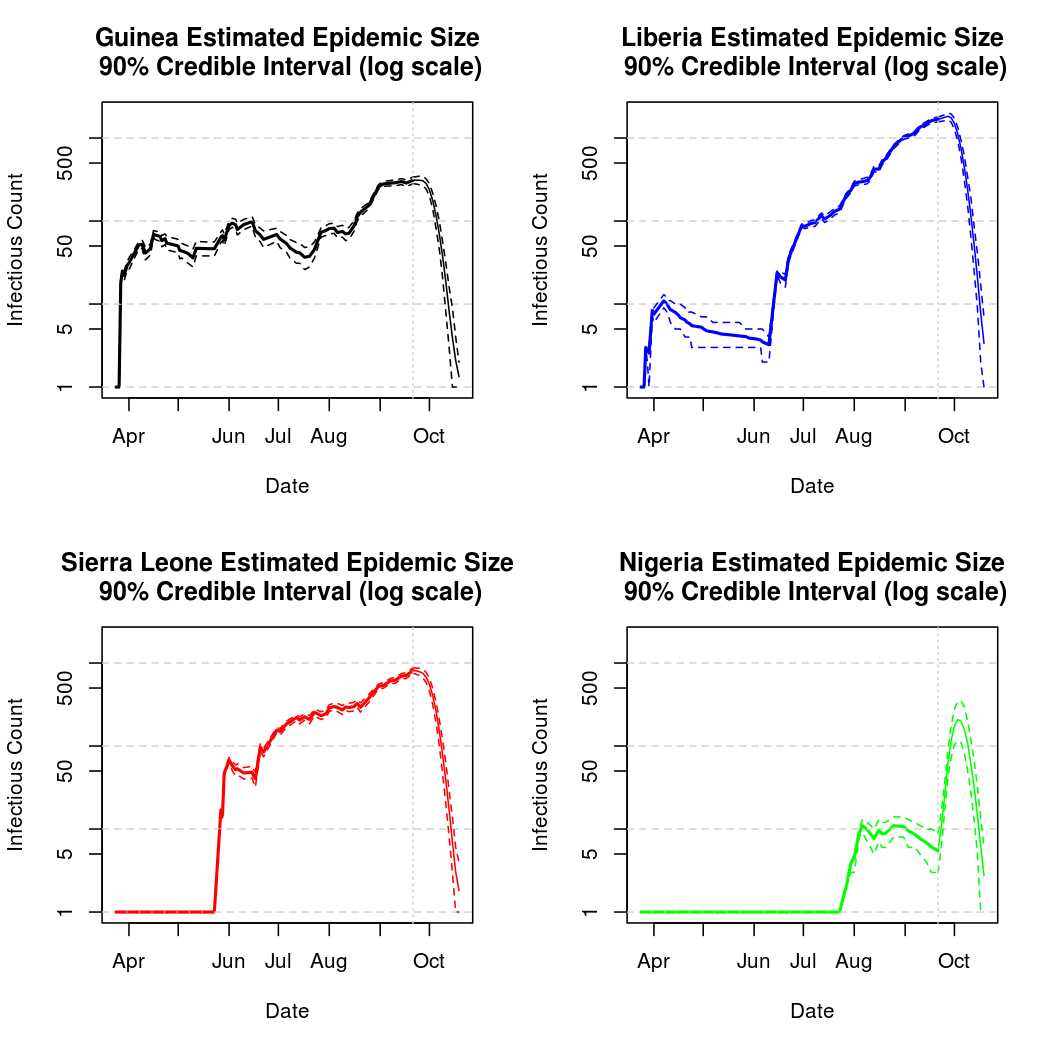 Guinea Estimated Epidemic Size
90% Credible Interval (log scale)
Infectious Count
500
50
5
1
Apr Jun Jul Aug Oct
Date
Liberia Estimated Epidemic Size
90% Credible Interval (log scale)
Infectious Count
500
50
5
1
Apr Jun Jul Aug Oct
Date
Sierra Leone Estimated Epidemic Size
90% Credible Interval (log scale)
Infectious Count
500
50
5
1
Apr Jun Jul Aug Oct
Date
Nigeria Estimated Epidemic Size
90% Credible Interval (log scale)
Infectious Count
500
50
5
1
Apr Jun Jul Aug Oct
Date